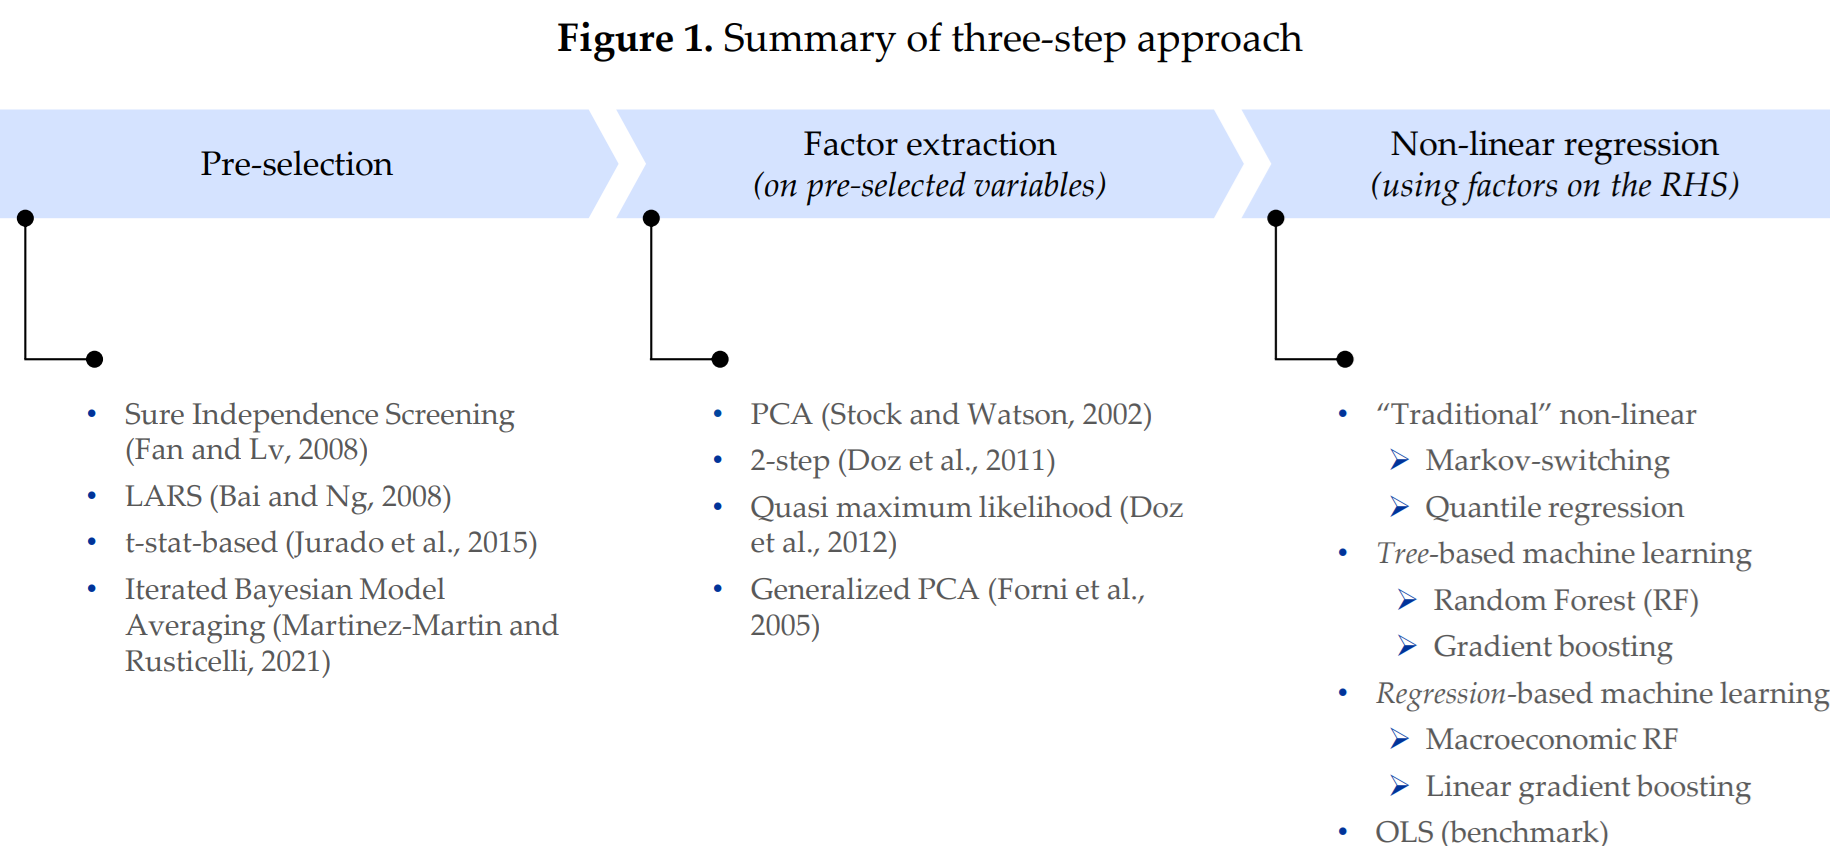 Figure 1. Summary of three-step approach
Pre-selection
Factor extraction
(on pre-selected variables)
Non-linear regression
(using factors on the RHS)
• Sure Independence Screening
(Fan and Lv, 2008)
• LARS (Bai and Ng, 2008)
• t-stat-based (Jurado et al., 2015)
• Iterated Bayesian Model
Averaging (Martinez-Martin and
Rusticelli, 2021)
• PCA (Stock and Watson, 2002)
• 2-step (Doz et al., 2011)
• Quasi maximum likelihood (Doz
et al., 2012)
• Generalized PCA (Forni et al.,
2005)
• “Traditional” non-linear
➢ Markov-switching
➢ Quantile regression
• Tree-based machine learning
➢ Random Forest (RF)
➢ Gradient boosting
• Regression-based machine learning
➢ Macroeconomic RF
➢ Linear gradient boosting
• OLS (benchmark)